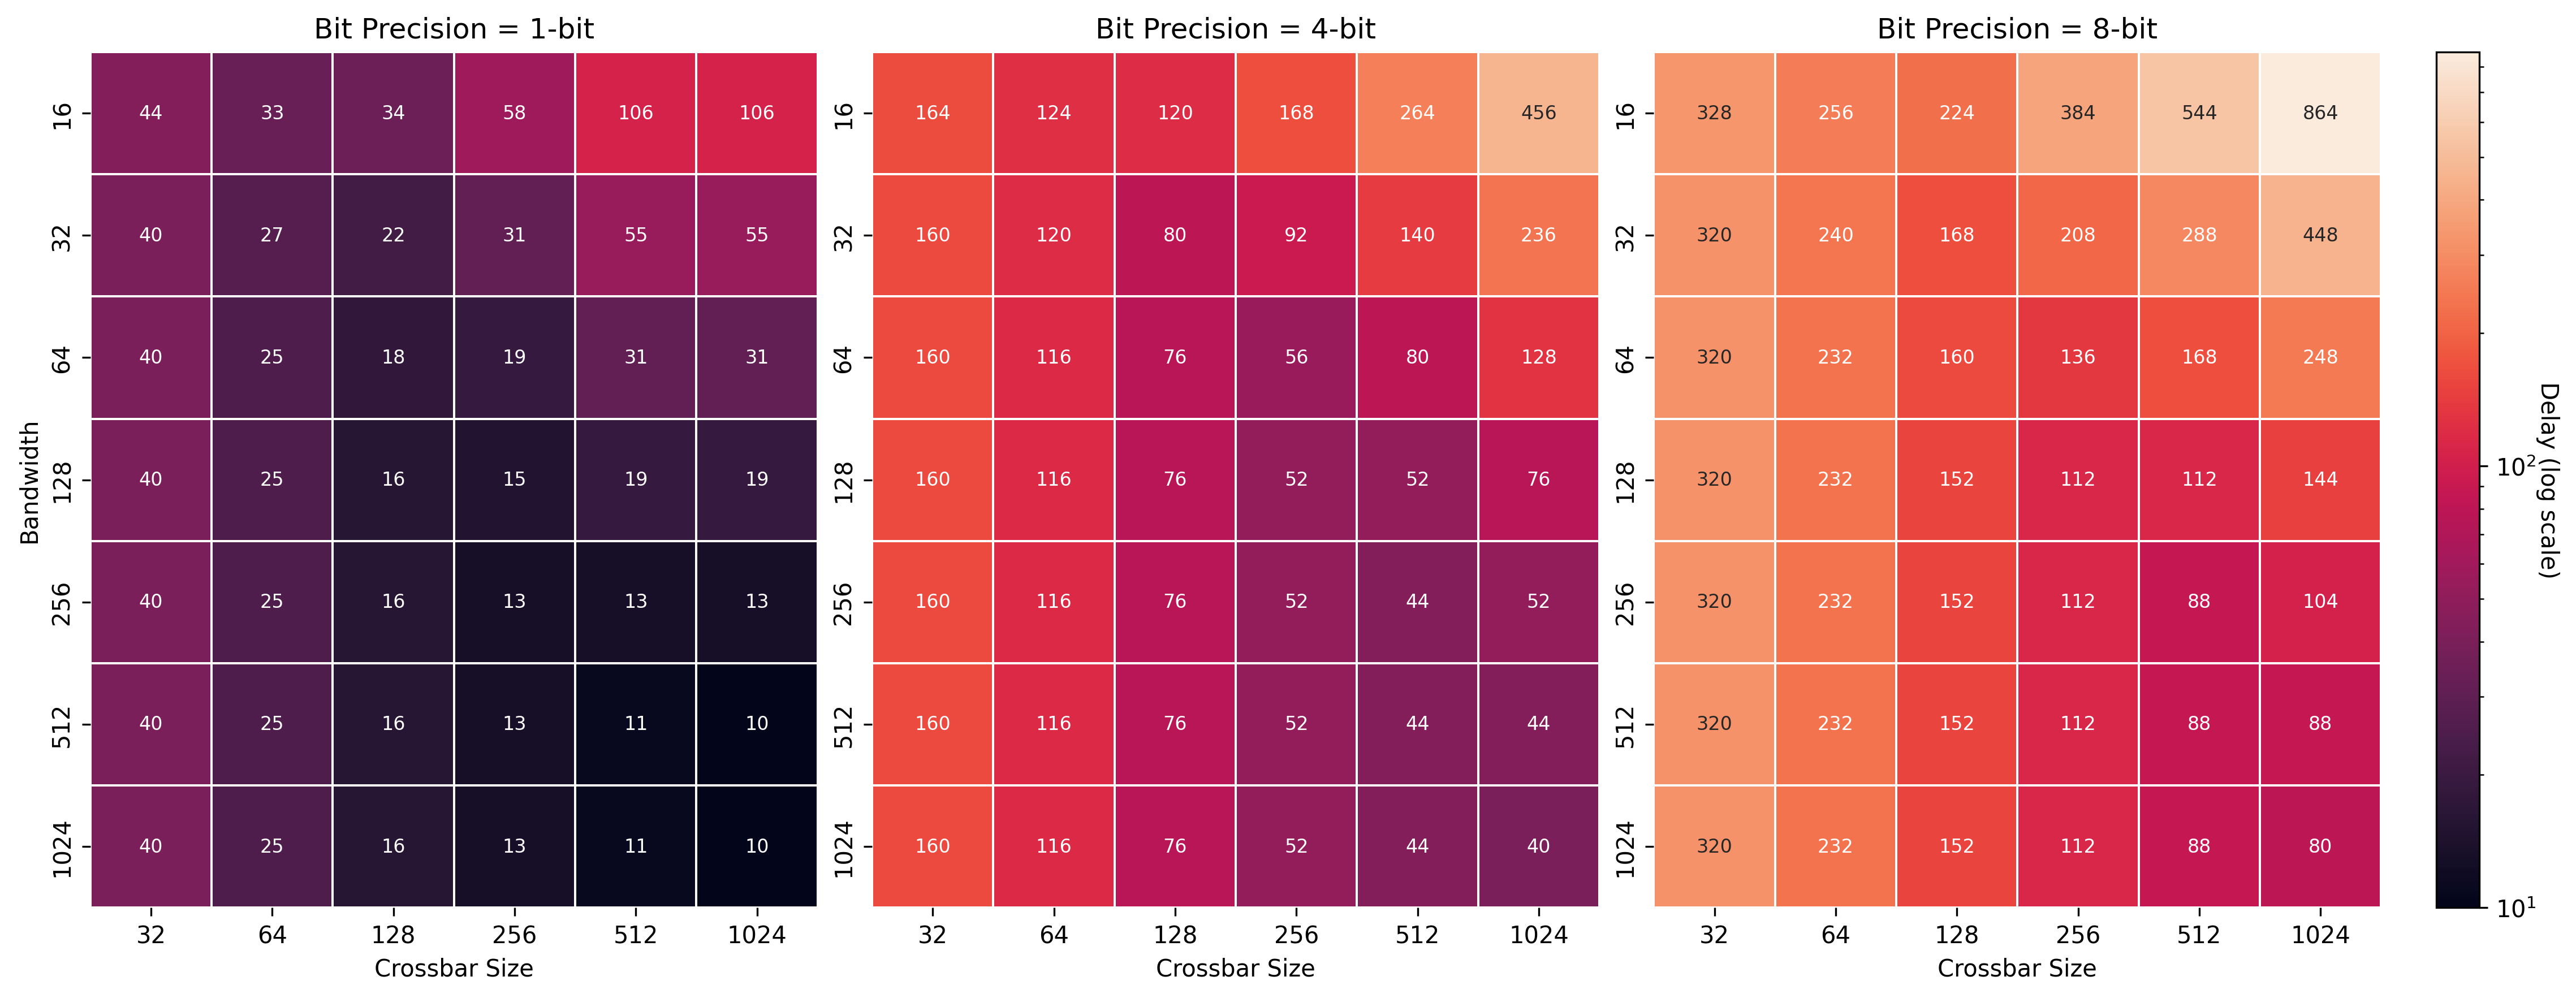 Bit Precision = 1-bit
Bit Precision = 4-bit
Bit Precision = 8-bit
Bandwidth
16 44 33 34 58 106 106
32 40 27 22 31 55 55
64 40 25 18 19 31 31
128 40 25 16 15 19 19
256 40 25 16 13 13 13
512 40 25 16 13 11 10
1024 40 25 16 13 11 10
32 64 128 256 512 1024
Crossbar Size
16 164 124 120 168 264 456
32 160 120 80 92 140 236
64 160 116 76 56 80 128
128 160 116 76 52 52 76
256 160 116 76 52 44 52
512 160 116 76 52 44 44
1024 160 116 76 52 44 40
32 64 128 256 512 1024
Crossbar Size
16 328 256 224 384 544 864
32 320 240 168 208 288 448
64 320 232 160 136 168 248
128 320 232 152 112 112 144
256 320 232 152 112 88 104
512 320 232 152 112 88 88
1024 320 232 152 112 88 80
32 64 128 256 512 1024
Crossbar Size
10²
10¹
Delay (log scale)